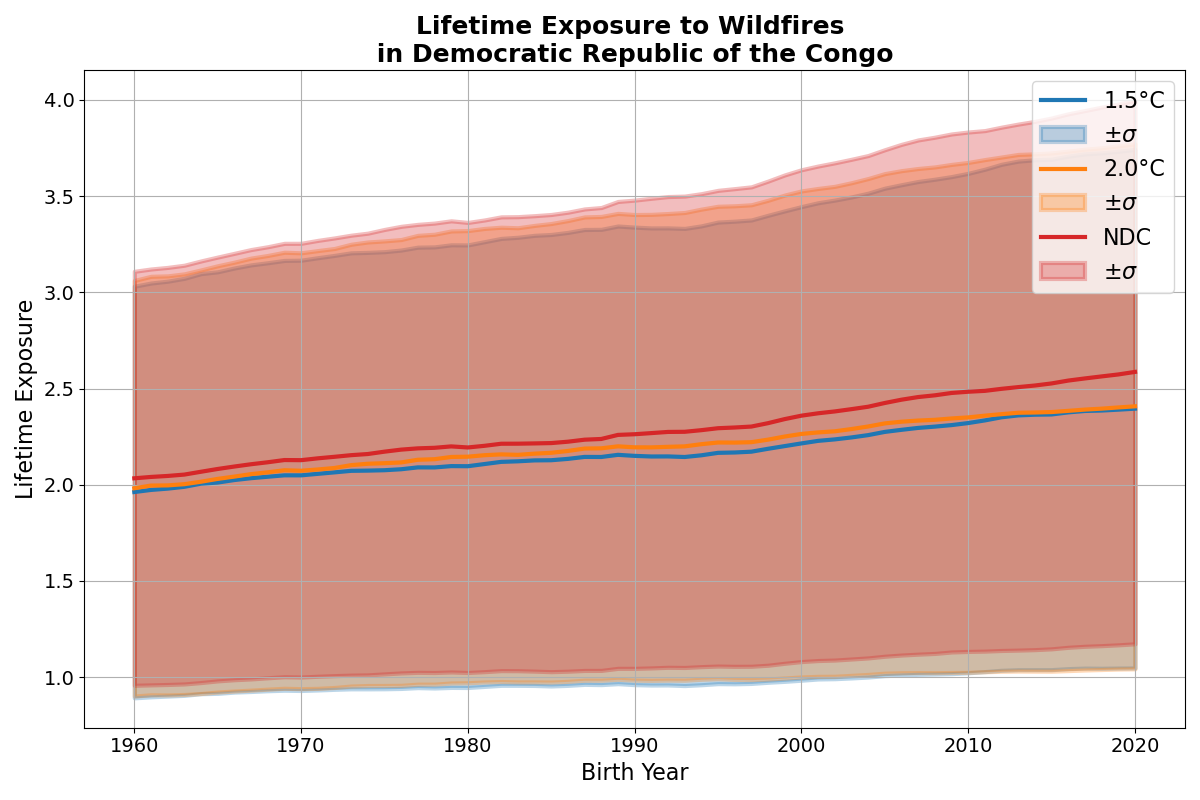 Lifetime Exposure to Wildfires
in Democratic Republic of the Congo
Lifetime Exposure
4.0
3.5
3.0
2.5
2.0
1.5
1.0
1.5°C
±σ
2.0°C
±σ
NDC
±σ
1960 1970 1980 1990 2000 2010 2020
Birth Year